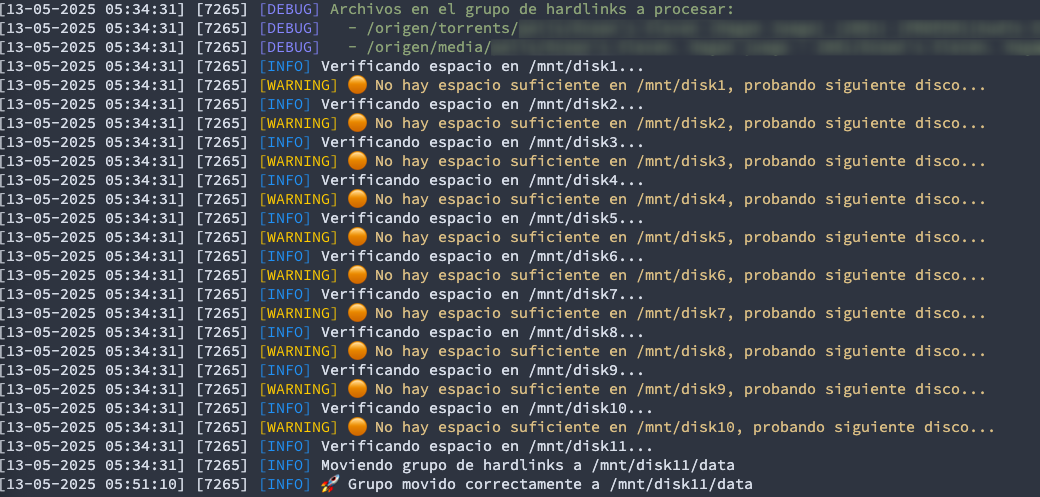 [13-05-2025 05:34:31] [7265] [DEBUG] Archivos en el grupo de hardlinks a procesar:
[13-05-2025 05:34:31] [7265] [DEBUG]   - /origen/torrents/
[13-05-2025 05:34:31] [7265] [DEBUG]   - /origen/media/
[13-05-2025 05:34:31] [7265] [INFO] Verificando espacio en /mnt/disk1...
[13-05-2025 05:34:31] [7265] [WARNING] 🟠 No hay espacio suficiente en /mnt/disk1, probando siguiente disco...
[13-05-2025 05:34:31] [7265] [INFO] Verificando espacio en /mnt/disk2...
[13-05-2025 05:34:31] [7265] [WARNING] 🟠 No hay espacio suficiente en /mnt/disk2, probando siguiente disco...
[13-05-2025 05:34:31] [7265] [INFO] Verificando espacio en /mnt/disk3...
[13-05-2025 05:34:31] [7265] [WARNING] 🟠 No hay espacio suficiente en /mnt/disk3, probando siguiente disco...
[13-05-2025 05:34:31] [7265] [INFO] Verificando espacio en /mnt/disk4...
[13-05-2025 05:34:31] [7265] [WARNING] 🟠 No hay espacio suficiente en /mnt/disk4, probando siguiente disco...
[13-05-2025 05:34:31] [7265] [INFO] Verificando espacio en /mnt/disk5...
[13-05-2025 05:34:31] [7265] [WARNING] 🟠 No hay espacio suficiente en /mnt/disk5, probando siguiente disco...
[13-05-2025 05:34:31] [7265] [INFO] Verificando espacio en /mnt/disk6...
[13-05-2025 05:34:31] [7265] [WARNING] 🟠 No hay espacio suficiente en /mnt/disk6, probando siguiente disco...
[13-05-2025 05:34:31] [7265] [INFO] Verificando espacio en /mnt/disk7...
[13-05-2025 05:34:31] [7265] [WARNING] 🟠 No hay espacio suficiente en /mnt/disk7, probando siguiente disco...
[13-05-2025 05:34:31] [7265] [INFO] Verificando espacio en /mnt/disk8...
[13-05-2025 05:34:31] [7265] [WARNING] 🟠 No hay espacio suficiente en /mnt/disk8, probando siguiente disco...
[13-05-2025 05:34:31] [7265] [INFO] Verificando espacio en /mnt/disk9...
[13-05-2025 05:34:31] [7265] [WARNING] 🟠 No hay espacio suficiente en /mnt/disk9, probando siguiente disco...
[13-05-2025 05:34:31] [7265] [INFO] Verificando espacio en /mnt/disk10...
[13-05-2025 05:34:31] [7265] [WARNING] 🟠 No hay espacio suficiente en /mnt/disk10, probando siguiente disco...
[13-05-2025 05:34:31] [7265] [INFO] Verificando espacio en /mnt/disk11...
[13-05-2025 05:34:31] [7265] [INFO] Moviendo grupo de hardlinks a /mnt/disk11/data
[13-05-2025 05:51:10] [7265] [INFO] 🚀 Grupo movido correctamente a /mnt/disk11/data